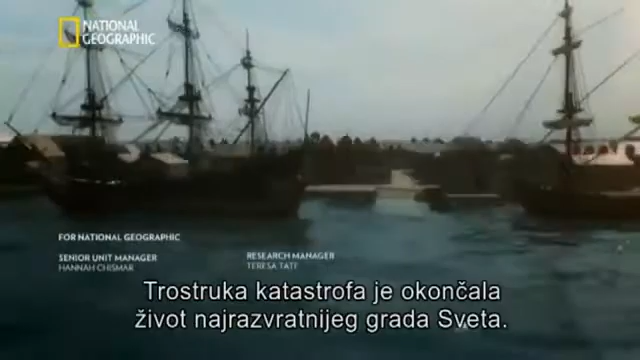 NATIONAL
GEOGRAPHIC
FOR NATIONAL GEOGRAPHIC
SENIOR UNIT MANAGER
HANNAH CHISMAR
RESEARCH MANAGER
TERESA TATE
Trostruka katastrofa je okončala
život najrazvratnijeg grada Sveta.